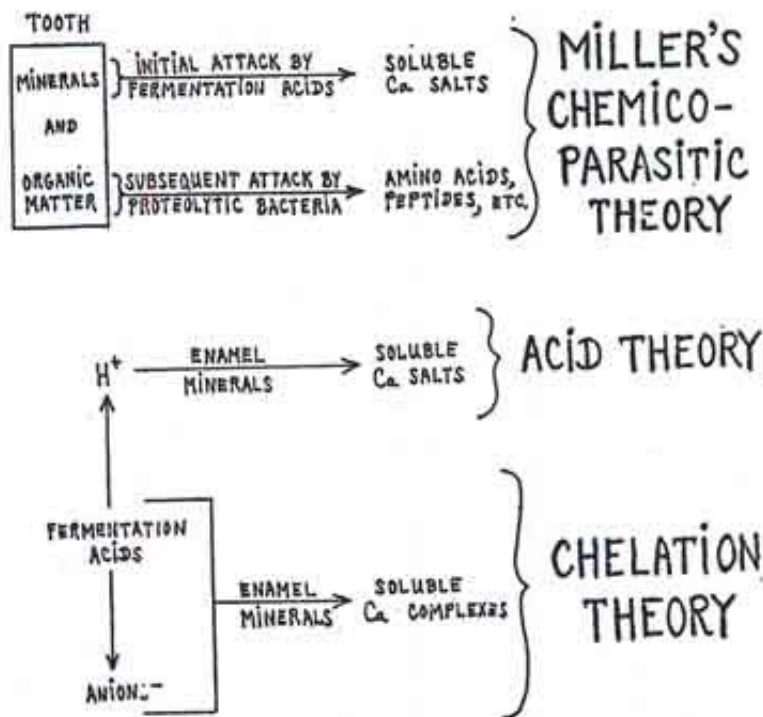 TOOTH
MINERALS
AND
ORGANIC
MATTER
INITIAL ATTACK BY
FERMENTATION ACIDS
SOLUBLE
Ca SALTS
SUBSEQUENT ATTACK BY
PROTEOLYTIC BACTERIA
AMINO ACIDS,
PEPTIDES, ETC.
MILLER'S
CHEMICO-
PARASITIC
THEORY
H+
ENAMEL
MINERALS
SOLUBLE
Ca SALTS
ACID THEORY
FERMENTATION
ACIDS
ANION:-
ENAMEL
MINERALS
SOLUBLE
Ca COMPLEXES
CHELATION
THEORY